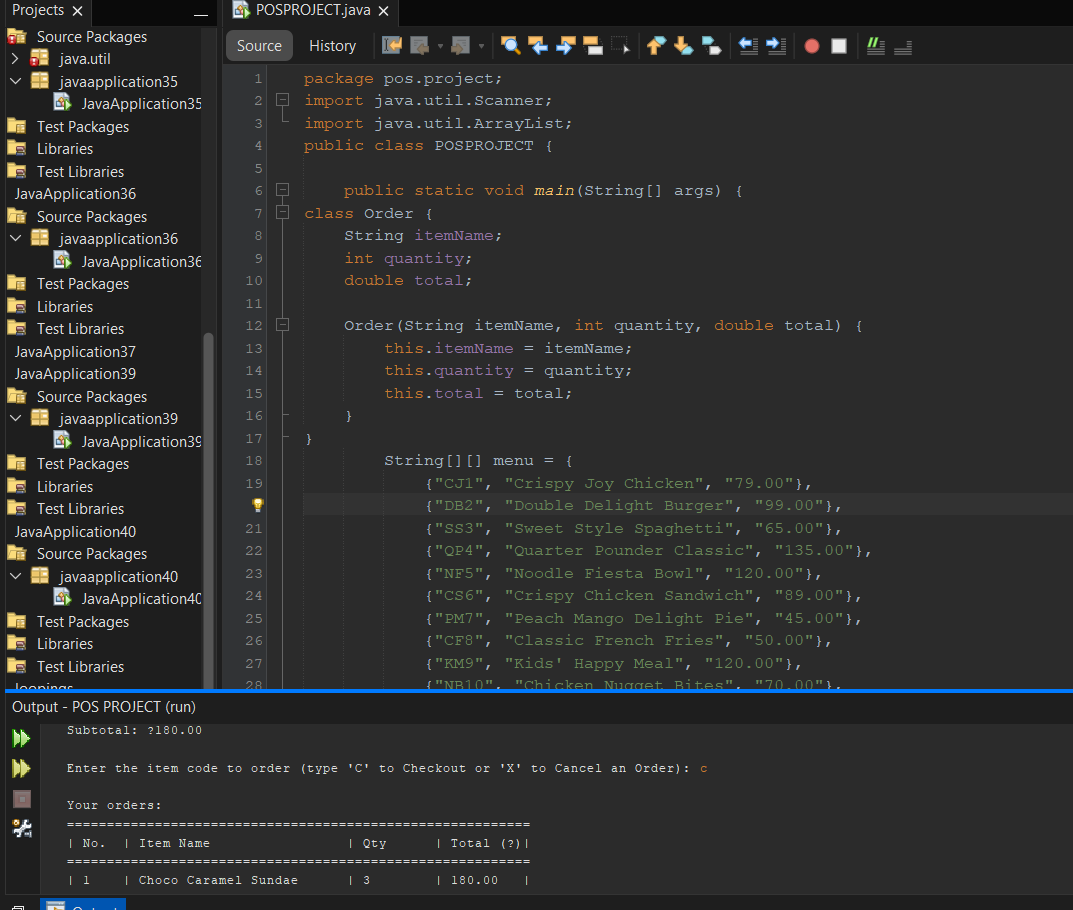 Projects
POSPROJECT.java
Source Packages
java.util
javaapplication35
JavaApplication35
Test Packages
Libraries
Test Libraries
JavaApplication36
Source Packages
javaapplication36
JavaApplication36
Test Packages
Libraries
Test Libraries
JavaApplication37
JavaApplication39
Source Packages
javaapplication39
JavaApplication39
Test Packages
Libraries
Test Libraries
JavaApplication40
Source Packages
javaapplication40
JavaApplication40
Test Packages
Libraries
Test Libraries
loopings
Source History
1 package pos.project;
2 import java.util.Scanner;
3 import java.util.ArrayList;
4 public class POSPROJECT {
5
6 public static void main(String[] args) {
7 class Order {
8 String itemName;
9 int quantity;
10 double total;
11
12 Order(String itemName, int quantity, double total) {
13 this.itemName = itemName;
14 this.quantity = quantity;
15 this.total = total;
16 }
17 }
18 String[][] menu = {
19 {"CJ1", "Crispy Joy Chicken", "79.00"},
{"DB2", "Double Delight Burger", "99.00"},
21 {"SS3", "Sweet Style Spaghetti", "65.00"},
22 {"QP4", "Quarter Pounder Classic", "135.00"},
23 {"NF5", "Noodle Fiesta Bowl", "120.00"},
24 {"CS6", "Crispy Chicken Sandwich", "89.00"},
25 {"PM7", "Peach Mango Delight Pie", "45.00"},
26 {"CF8", "Classic French Fries", "50.00"},
27 {"KM9", "Kids' Happy Meal", "120.00"},
28 {"NB10", "Chicken Nugget Bites", "70.00"},
Output - POS PROJECT (run)
Subtotal: ?180.00
Enter the item code to order (type 'C' to Checkout or 'X' to Cancel an Order): c
Your orders:
==========================================================
| No. | Item Name | Qty | Total (?)|
==========================================================
| 1 | Choco Caramel Sundae | 3 | 180.00 |
Output